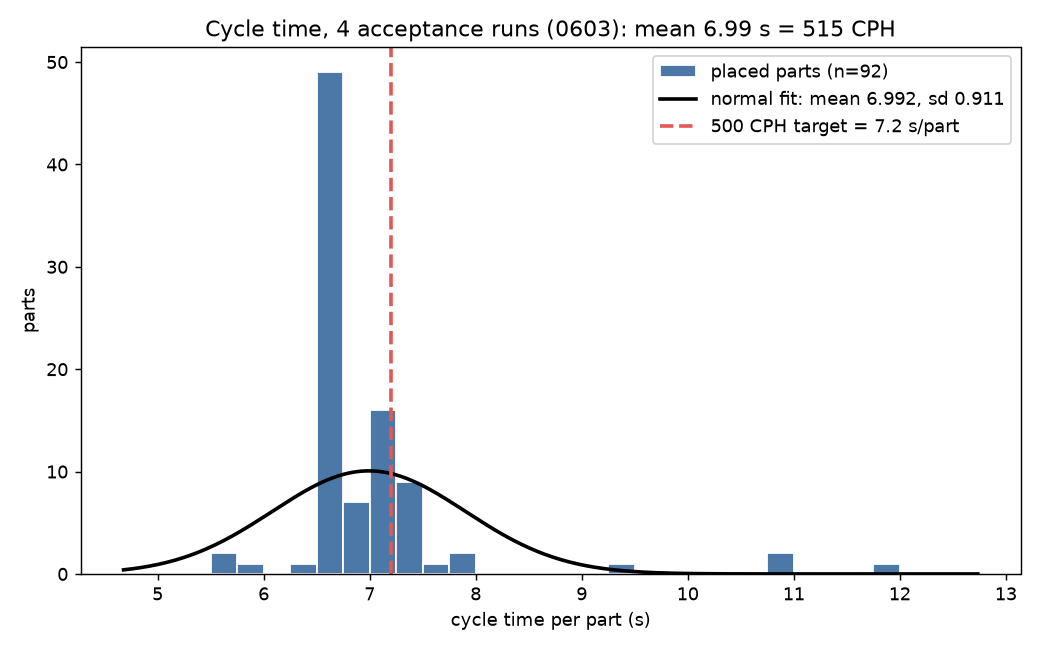 Cycle time, 4 acceptance runs (0603): mean 6.99 s = 515 CPH
placed parts (n=92)
normal fit: mean 6.992, sd 0.911
500 CPH target = 7.2 s/part
50
40
30
20
10
0
parts
5 6 7 8 9 10 11 12 13
cycle time per part (s)